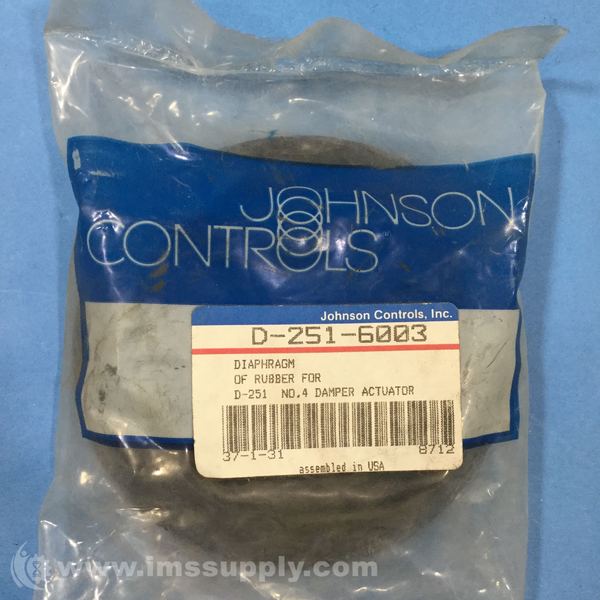 JOHNSON
CONTROLS
Johnson Controls, Inc.
D-251-6003
DIAPHRAGM
OF RUBBER FOR
D-251 NO.4 DAMPER ACTUATOR
37-1-31 8712
assembled in USA
© www.imssupply.com/